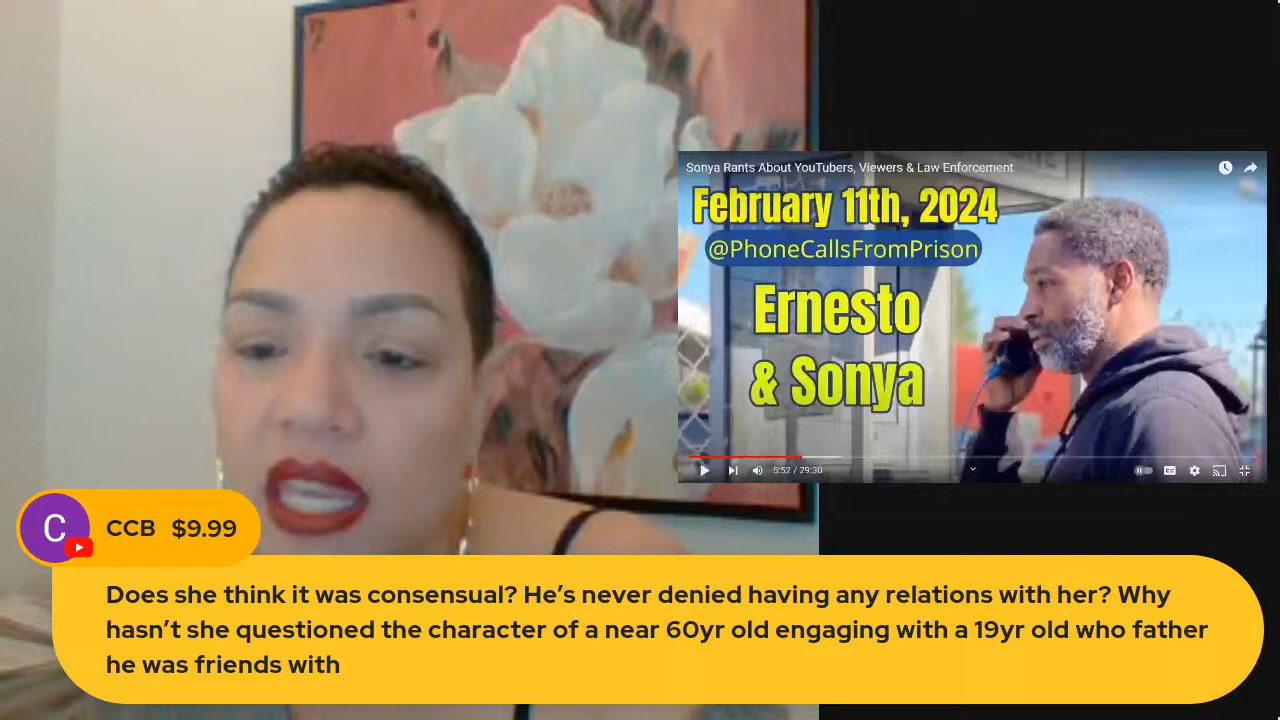 Sonya Rants About YouTubers, Viewers & Law Enforcement
February 11th, 2024
@PhoneCallsFromPrison
Ernesto
& Sonya
5:52 / 29:30
CC
C
CCB $9.99
Does she think it was consensual? He’s never denied having any relations with her? Why
hasn’t she questioned the character of a near 60yr old engaging with a 19yr old who father
he was friends with